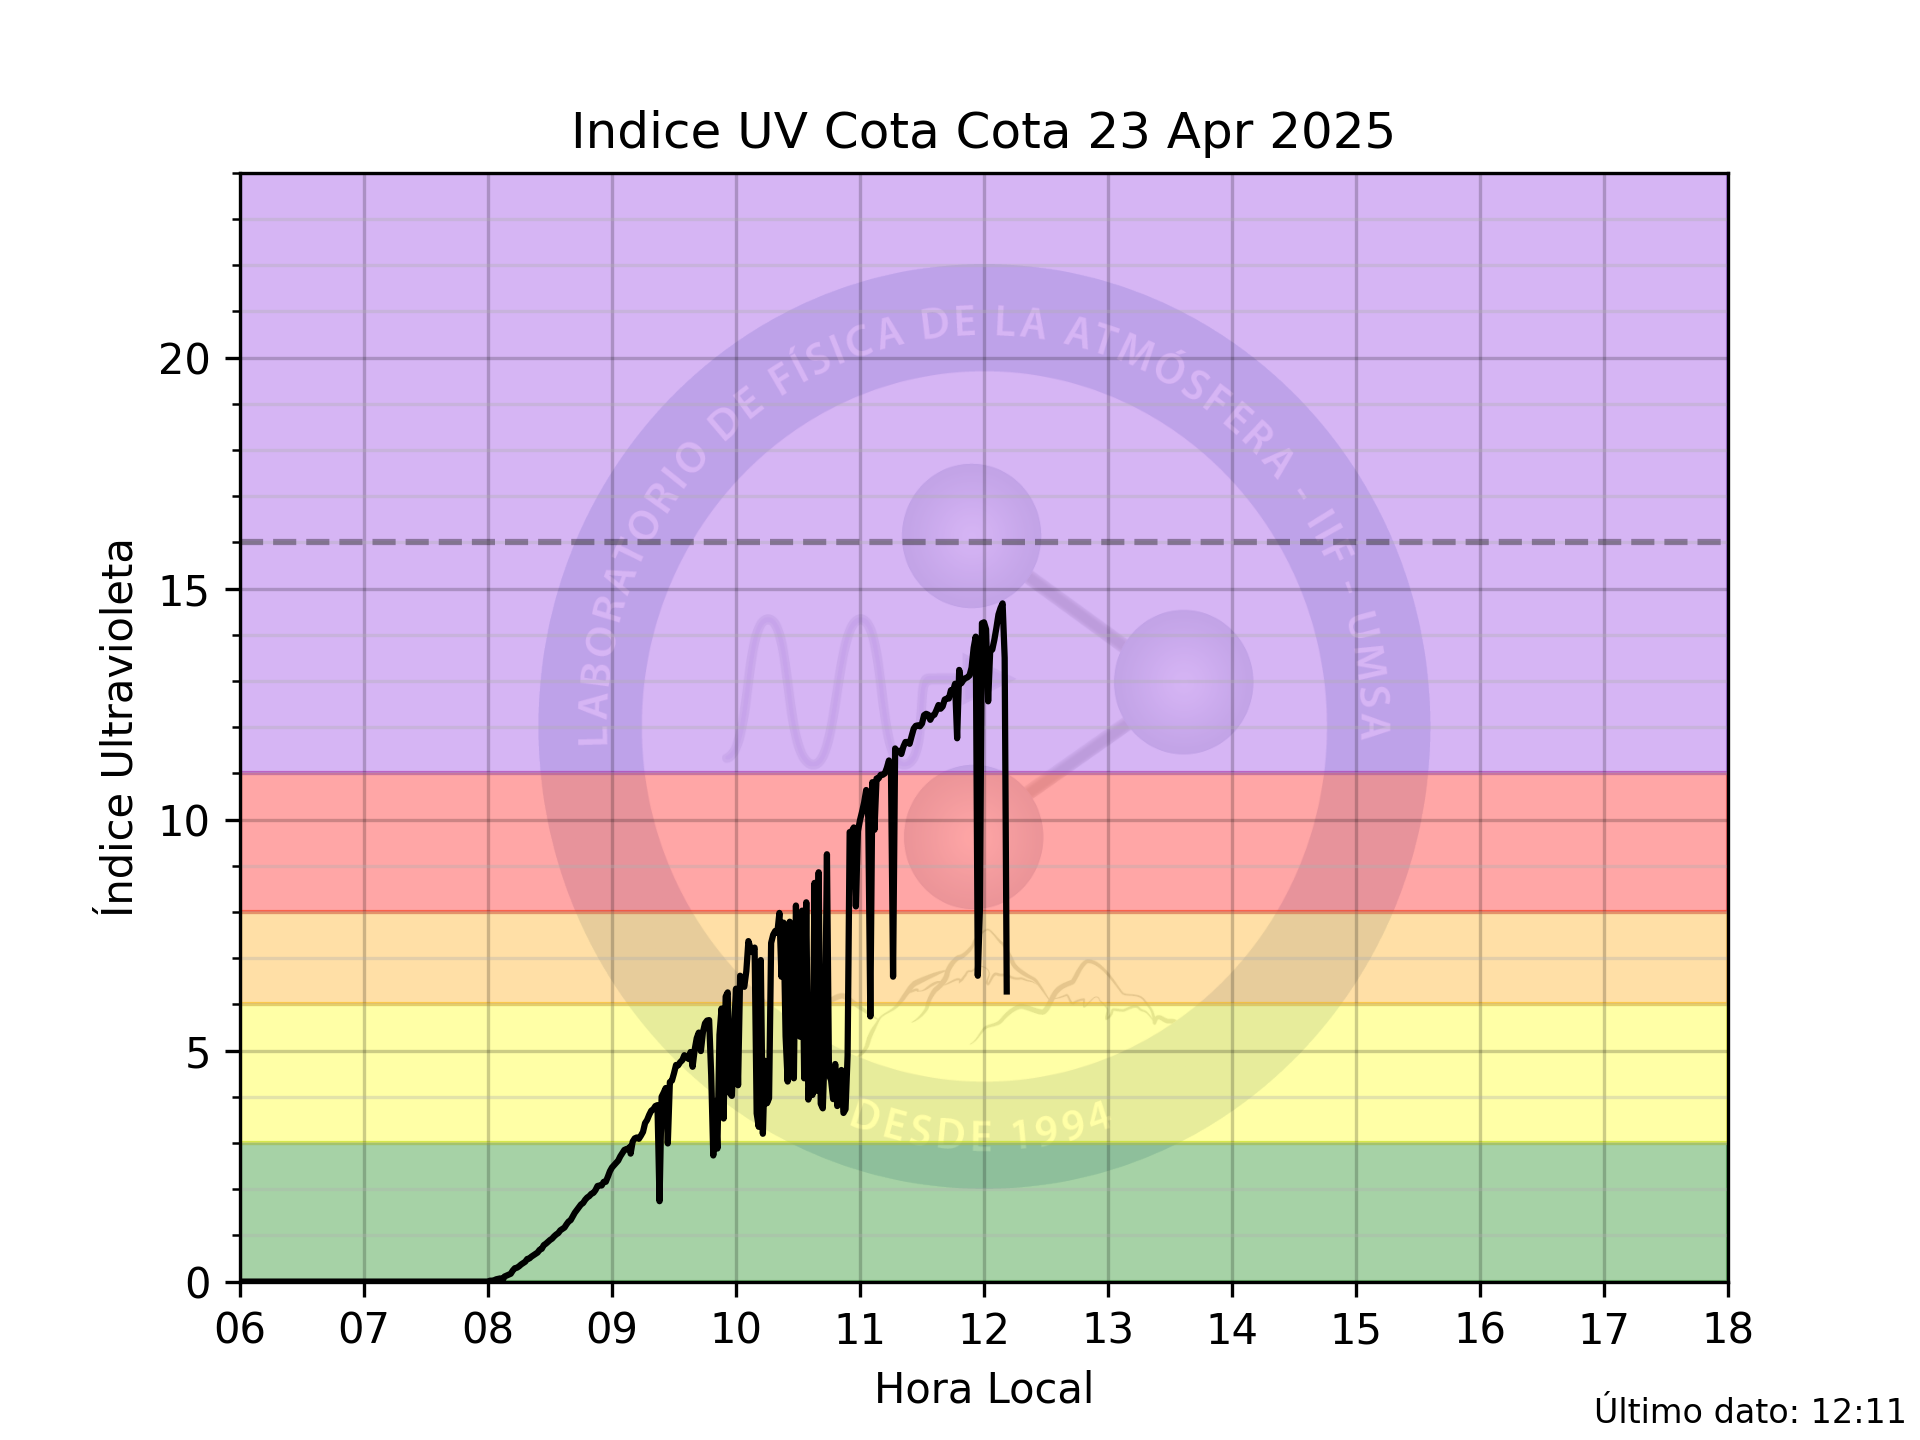 Indice UV Cota Cota 23 Apr 2025
Índice Ultravioleta
20
15
10
5
0
LABORATORIO DE FÍSICA DE LA ATMÓSFERA - IIF - UMSA
DESDE 1994
06 07 08 09 10 11 12 13 14 15 16 17 18
Hora Local
Último dato: 12:11